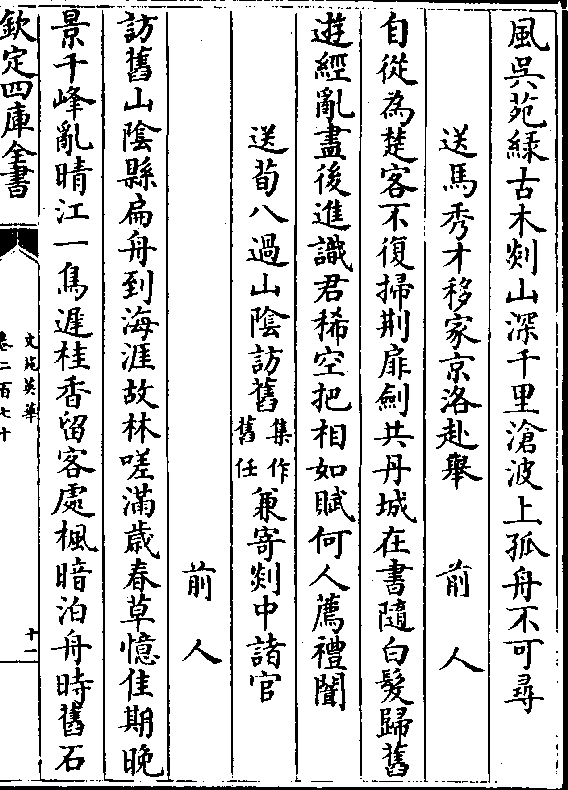 風吳苑綠古木剡山深千里滄波上孤舟不可尋
送馬秀才移家京洛赴舉　前人
自從為楚客不復掃荆扉劍共丹城在書隨白髮歸舊
遊經亂盡後進識君稀空把相如賦何人薦禮闈
送荀八過山陰訪舊集作舊任兼寄剡中諸官
前人
訪舊山陰縣扁舟到海涯故林嗟滿歲春草憶佳期晚
景千峰亂晴江一鳥遲桂香留客處楓暗泊舟時舊石
欽定四庫全書
文苑英華
卷二百七十
十一